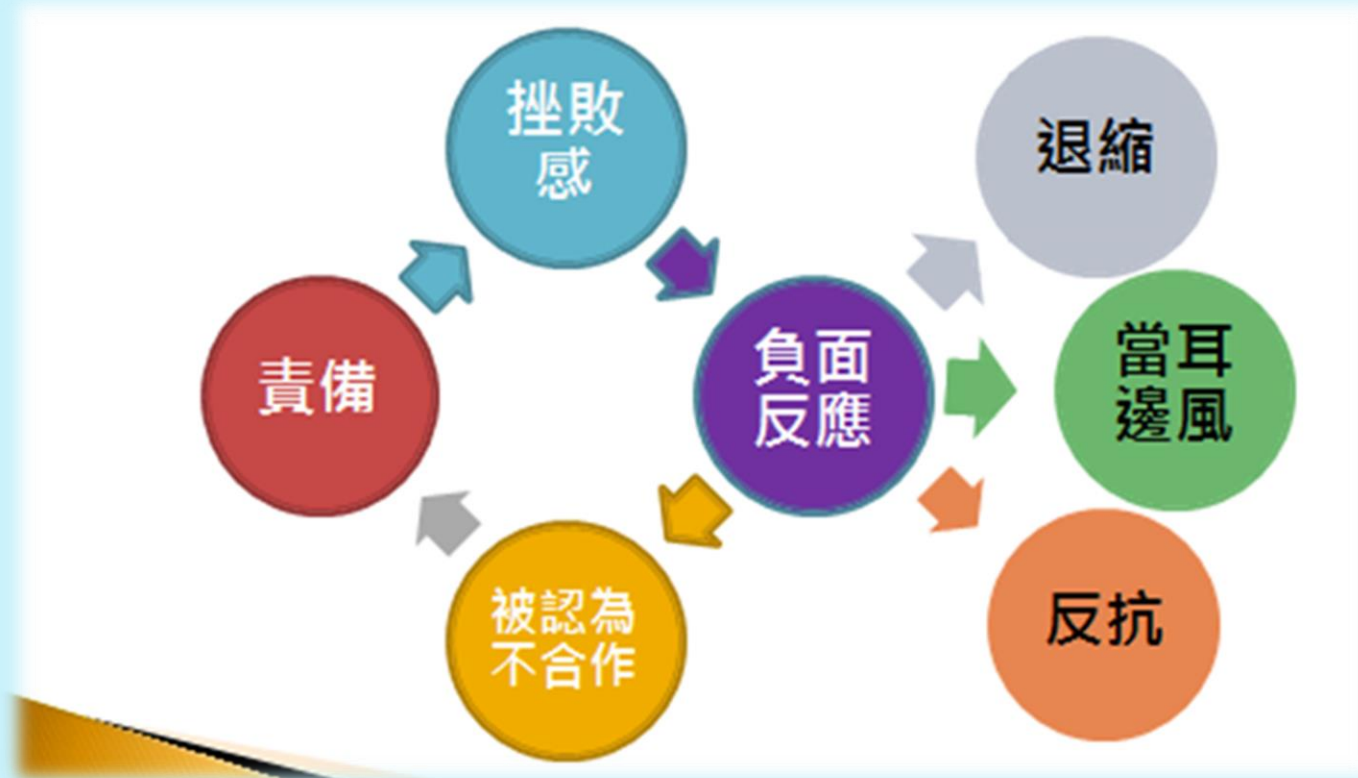 挫敗
感
退縮
責備
負面
反應
當耳
邊風
被認為
不合作
反抗